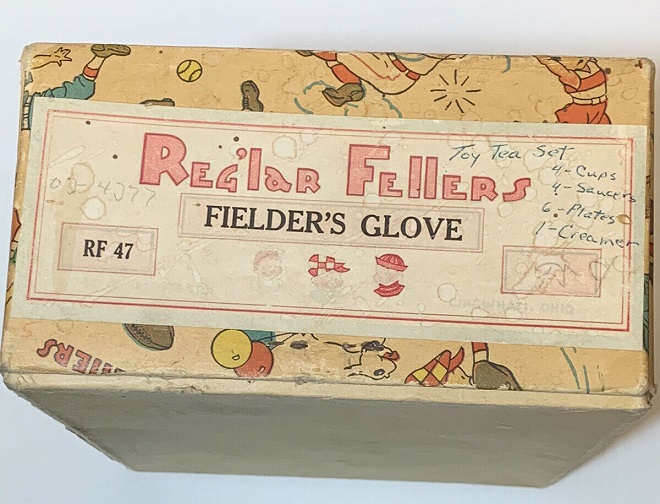 REG'LAR FELLERS
Toy Tea Set
4-Cups
4-Saucers
6-Plates
1-Creamer
FIELDER'S GLOVE
RF 47
CINCINNATI, OHIO
LLERS